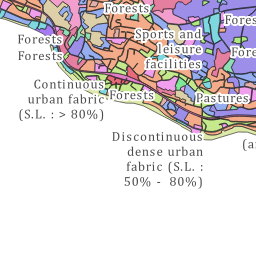 Forests
Fores
Sports and
leisure
facilities
Forests
Forests
Fore
Continuous
urban fabric
(S.L. : > 80%)
Forests
Pastures
Discontinuous
dense urban
fabric (S.L. :
50% - 80%)
(a